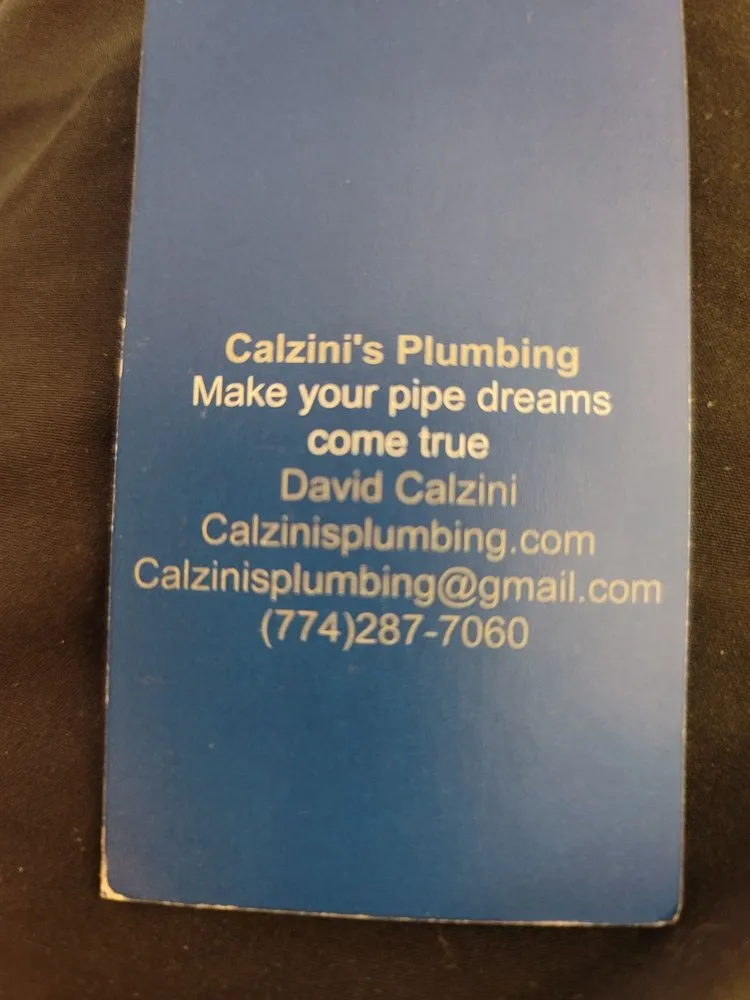 Calzini's Plumbing
Make your pipe dreams
come true
David Calzini
Calzinisplumbing.com
Calzinisplumbing@gmail.com
(774)287-7060